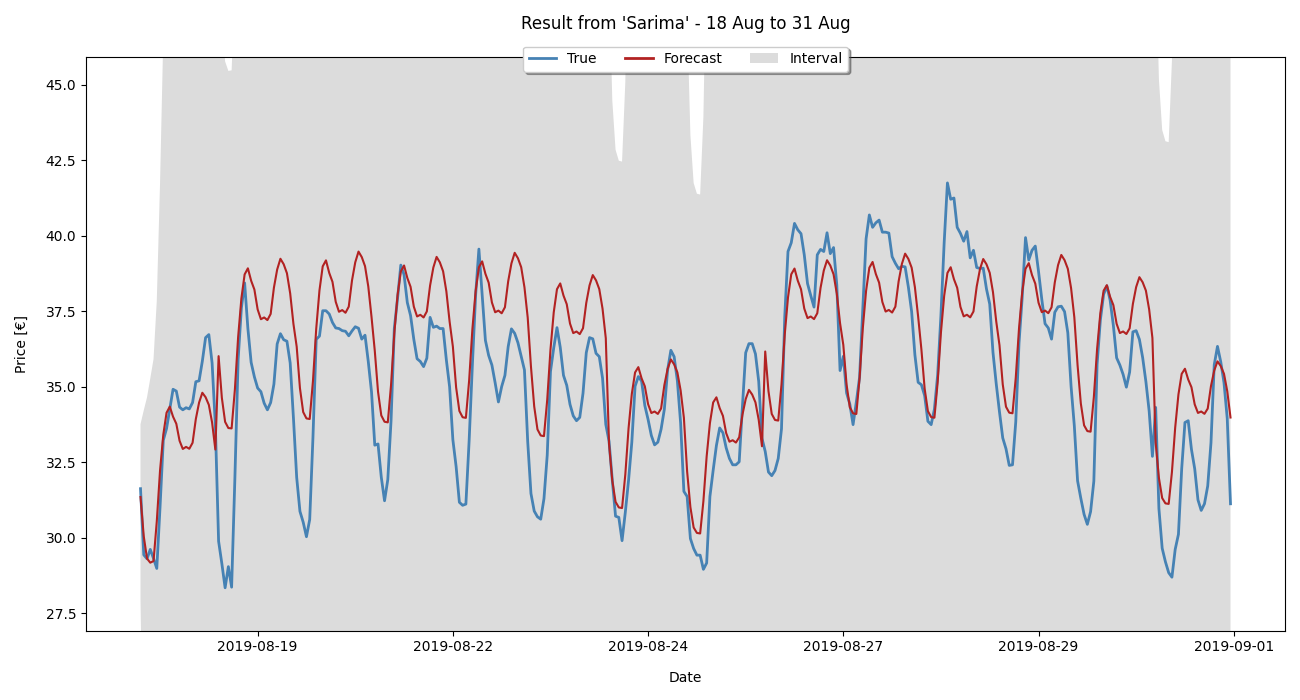 Result from 'Sarima' - 18 Aug to 31 Aug
True Forecast Interval
45.0
42.5
40.0
37.5
35.0
32.5
30.0
27.5
Price [€]
2019-08-19 2019-08-22 2019-08-24 2019-08-27 2019-08-29 2019-09-01
Date